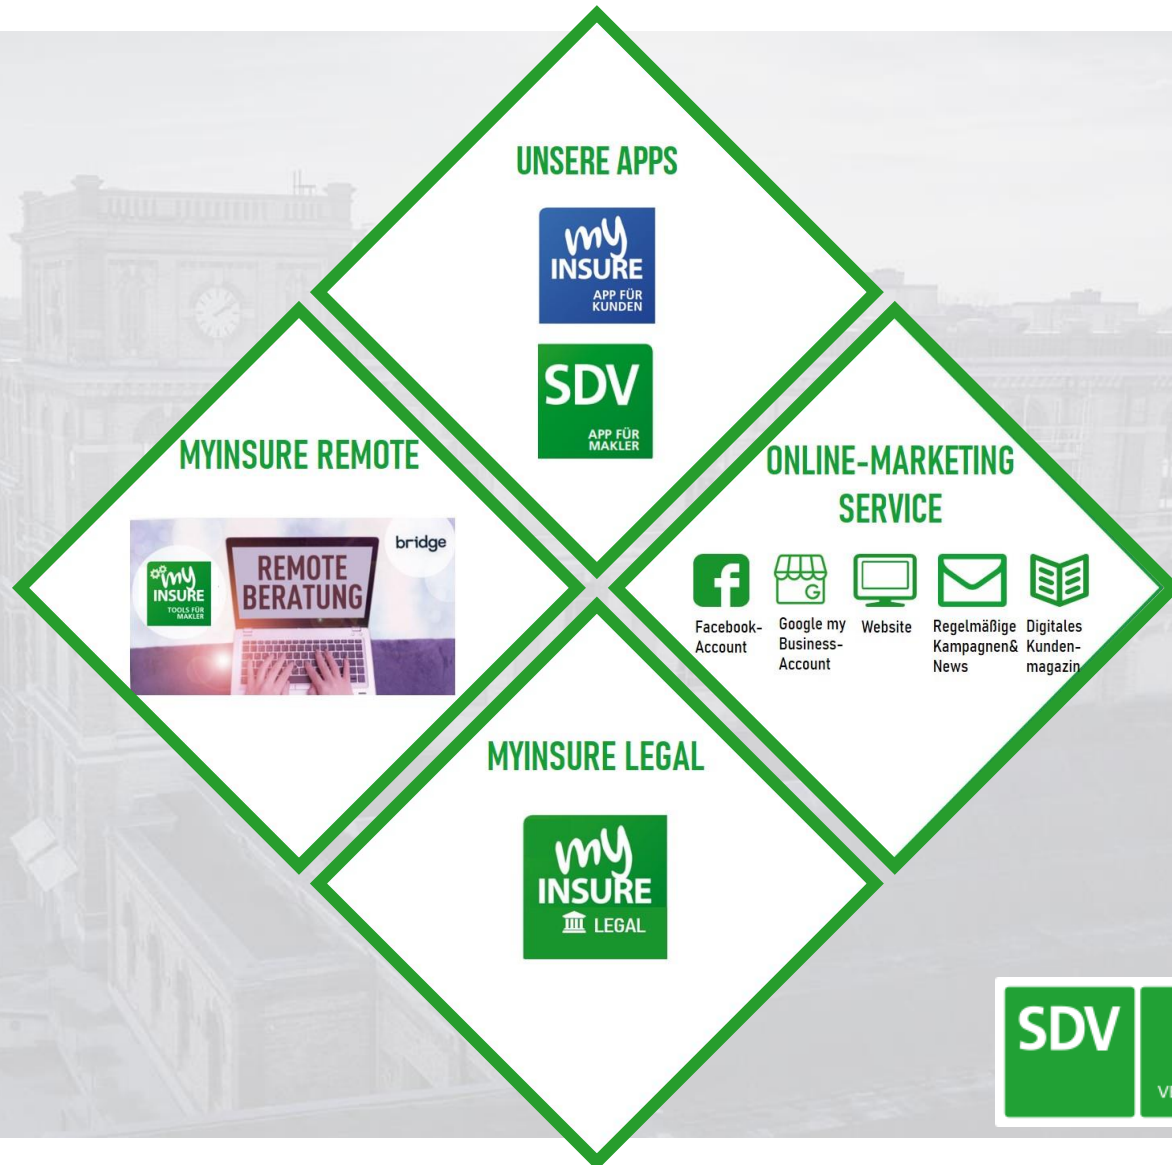 UNSERE APPS
my
INSURE
APP FÜR
KUNDEN
SDV
APP FÜR
MAKLER
MYINSURE REMOTE
my
INSURE
TOOLS FÜR
MAKLER
REMOTE
BERATUNG
bridge
ONLINE-MARKETING
SERVICE
Facebook-
Account
Google my
Business-
Account
Website
Regelmäßige
Kampagnen&
News
Digitales
Kunden-
magazin
MYINSURE LEGAL
my
INSURE
LEGAL
SDV